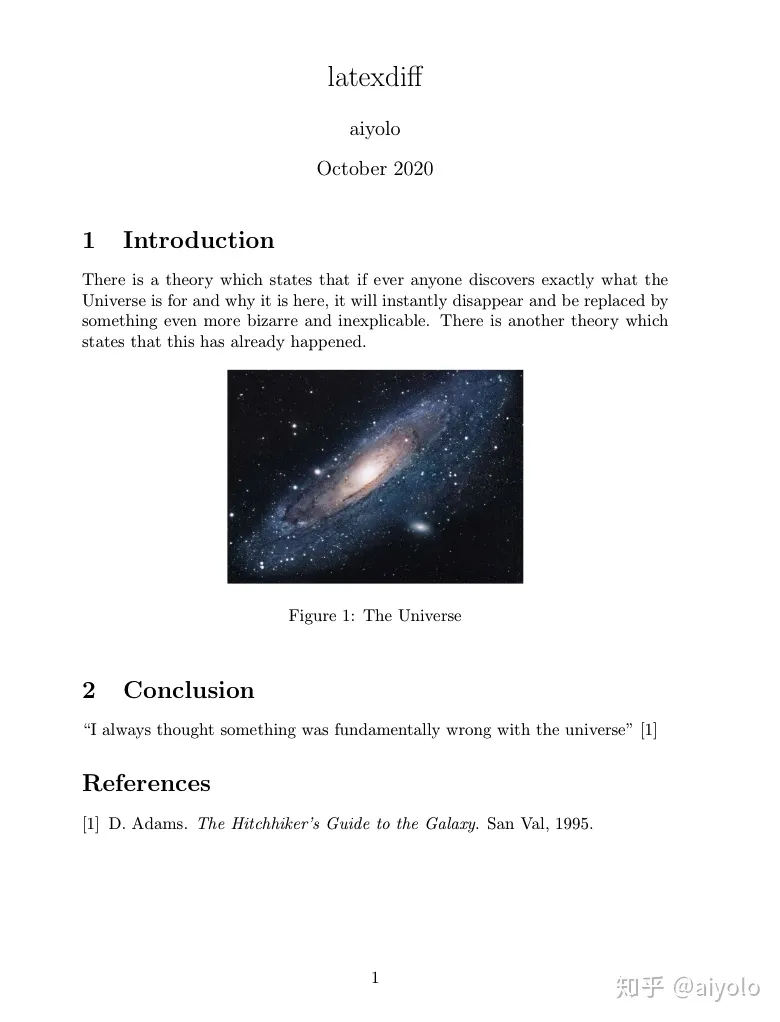 latexdiff
aiyolo
October 2020
1 Introduction
There is a theory which states that if ever anyone discovers exactly what the
Universe is for and why it is here, it will instantly disappear and be replaced by
something even more bizarre and inexplicable. There is another theory which
states that this has already happened.
Figure 1: The Universe
2 Conclusion
“I always thought something was fundamentally wrong with the universe” [1]
References
[1] D. Adams. The Hitchhiker’s Guide to the Galaxy. San Val, 1995.
1
知乎 @aiyolo